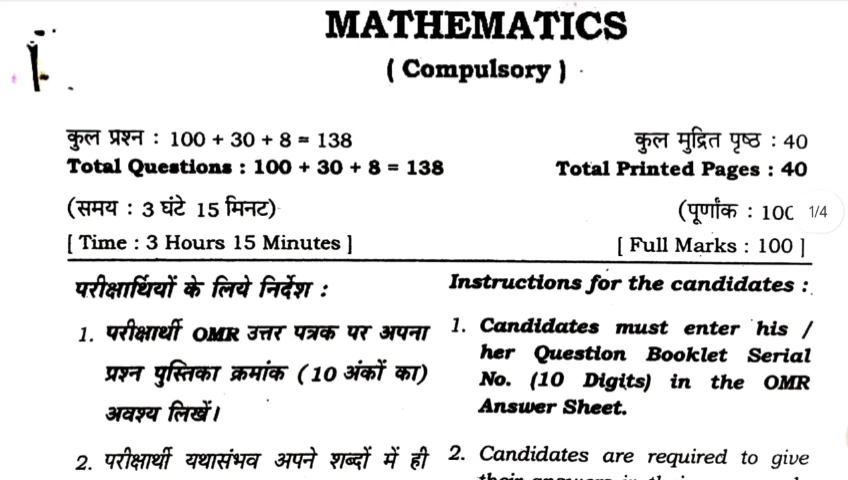 MATHEMATICS
( Compulsory )
कुल प्रश्न : 100 + 30 + 8 = 138
कुल मुद्रित पृष्ठ : 40
Total Questions : 100 + 30 + 8 = 138
Total Printed Pages : 40
(समय : 3 घंटे 15 मिनट)
(पूर्णांक : 100
1/4
[ Time : 3 Hours 15 Minutes ]
[ Full Marks : 100 ]
परीक्षार्थियों के लिये निर्देश :
1. परीक्षार्थी OMR उत्तर पत्रक पर अपना
प्रश्न पुस्तिका क्रमांक (10 अंकों का)
अवश्य लिखें।
2. परीक्षार्थी यथासंभव अपने शब्दों में ही
Instructions for the candidates :
1. Candidates must enter his /
her Question Booklet Serial
No. (10 Digits) in the OMR
Answer Sheet.
2. Candidates are required to give